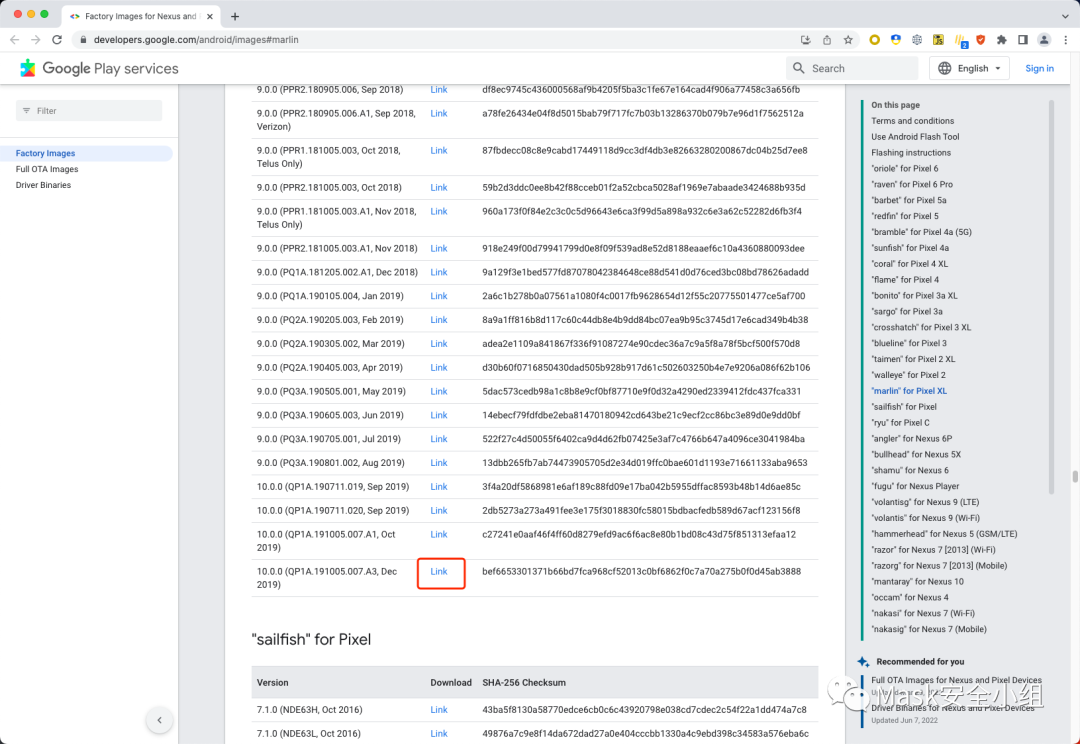 Factory Images for Nexus and
developers.google.com/android/images#marlin
2
Google Play services
Search
English
Sign in
Filter
Factory Images
Full OTA Images
Driver Binaries
9.0.0 (PPR2.180905.006, Sep 2018) Link df8ec9745c436000568af9b4205f5ba3c1fe67e164cad4f906a77458c3a656fb
9.0.0 (PPR2.180905.006.A1, Sep 2018, Link a78fe26434e04f8d5015bab79f717fc7b03b13286370b079b7e96d1f7562512a
Verizon)
9.0.0 (PPR1.181005.003, Oct 2018, Link 87fbdecc08c8e9cabd17449118d9cc3df4db3e82663280200867dc04b25d7ee8
Telus Only)
9.0.0 (PPR2.181005.003, Oct 2018) Link 59b2d3ddc0ee8b42f88cceb01f2a52cbca5028af1969e7abaade3424688b935d
9.0.0 (PPR1.181005.003.A1, Nov 2018, Link 960a173f0f84e2c3c0c5d96643e6ca3f99d5a898a932c6e3a62c52282d6fb3f4
Telus Only)
9.0.0 (PPR2.181005.003.A1, Nov 2018) Link 918e249f00d79941799d0e8f09f539ad8e52d8188eaaef6c10a4360880093dee
9.0.0 (PQ1A.181205.002.A1, Dec 2018) Link 9a129f3e1bed577fd87078042384648ce88d541d0d76ced3bc08bd78626adadd
9.0.0 (PQ1A.190105.004, Jan 2019) Link 2a6c1b278b0a07561a1080f4c0017fb9628654d12f55c20775501477ce5af700
9.0.0 (PQ2A.190205.003, Feb 2019) Link 8a9a1ff816b8d117c60c44db8e4b9dd84bc07ea9b95c3745d17e6cad349b4b38
9.0.0 (PQ2A.190305.002, Mar 2019) Link adea2e1109a841867f336f91087274e90cdec36a7c9a5f8a78f5bcf500f570d8
9.0.0 (PQ2A.190405.003, Apr 2019) Link d30b60f0716850430dad505b928b917d61c502603250b4e7e9206a086f62b106
9.0.0 (PQ3A.190505.001, May 2019) Link 5dac573cedb98a1c8b8e9cf0bf87710e9f0d32a4290ed2339412fdc437fca331
9.0.0 (PQ3A.190605.003, Jun 2019) Link 14ebecf79fdfdbe2eba81470180942cd643be21c9ecf2cc86bc3e89d0e9dd0bf
9.0.0 (PQ3A.190705.001, Jul 2019) Link 522f27c4d50055f6402ca9d4d62fb07425e3af7c4766b647a4096ce3041984ba
9.0.0 (PQ3A.190801.002, Aug 2019) Link 13dbb265fb7ab74473905705d2e34d019ffc0bae601d1193e71661133aba9653
10.0.0 (QP1A.190711.019, Sep 2019) Link 3f4a20df5868981e6af189c88fd09e17ba042b5955dffac8593b48b14d6ae85c
10.0.0 (QP1A.190711.020, Sep 2019) Link 2db5273a273a491fee3e175f3018830fc58015bdbacfedb589d67acf123156f8
10.0.0 (QP1A.191005.007.A1, Oct Link c27241e0aaf46f4ff60d8279efd9ac6f6ac8e80b1bd08c43d75f851313efaa12
2019)
10.0.0 (QP1A.191005.007.A3, Dec Link bef6653301371b66bd7fca968cf52013c0bf6862f0c7a70a275b0f0d45ab3888
2019)
"sailfish" for Pixel
Version Download SHA-256 Checksum
7.1.0 (NDE63H, Oct 2016) Link 43ba5f8130a58770edce6cb0c6c43920798e038cd7cdec2c54f22a1dd474a7c8
7.1.0 (NDE63L, Oct 2016) Link 49876a7c9e8f14da672dad27a0e404cccbb1330a4c9ebd398c34583a576eba6c
On this page
Terms and conditions
Use Android Flash Tool
Flashing instructions
"oriole" for Pixel 6
"raven" for Pixel 6 Pro
"barbet" for Pixel 5a
"redfin" for Pixel 5
"bramble" for Pixel 4a (5G)
"sunfish" for Pixel 4a
"coral" for Pixel 4 XL
"flame" for Pixel 4
"bonito" for Pixel 3a XL
"sargo" for Pixel 3a
"crosshatch" for Pixel 3 XL
"blueline" for Pixel 3
"taimen" for Pixel 2 XL
"walleye" for Pixel 2
"marlin" for Pixel XL
"sailfish" for Pixel
"ryu" for Pixel C
"angler" for Nexus 6P
"bullhead" for Nexus 5X
"shamu" for Nexus 6
"fugu" for Nexus Player
"volantisg" for Nexus 9 (LTE)
"volantis" for Nexus 9 (Wi-Fi)
"hammerhead" for Nexus 5 (GSM/LTE)
"razor" for Nexus 7 [2013] (Wi-Fi)
"razorg" for Nexus 7 [2013] (Mobile)
"mantaray" for Nexus 10
"occam" for Nexus 4
"nakasi" for Nexus 7 (Wi-Fi)
"nakasig" for Nexus 7 (Mobile)
Recommended for you
Full OTA Images for Nexus and Pixel Devices
Mask安全小组
Driver Binaries for Nexus and Pixel Devices
Updated Jun 7, 2022